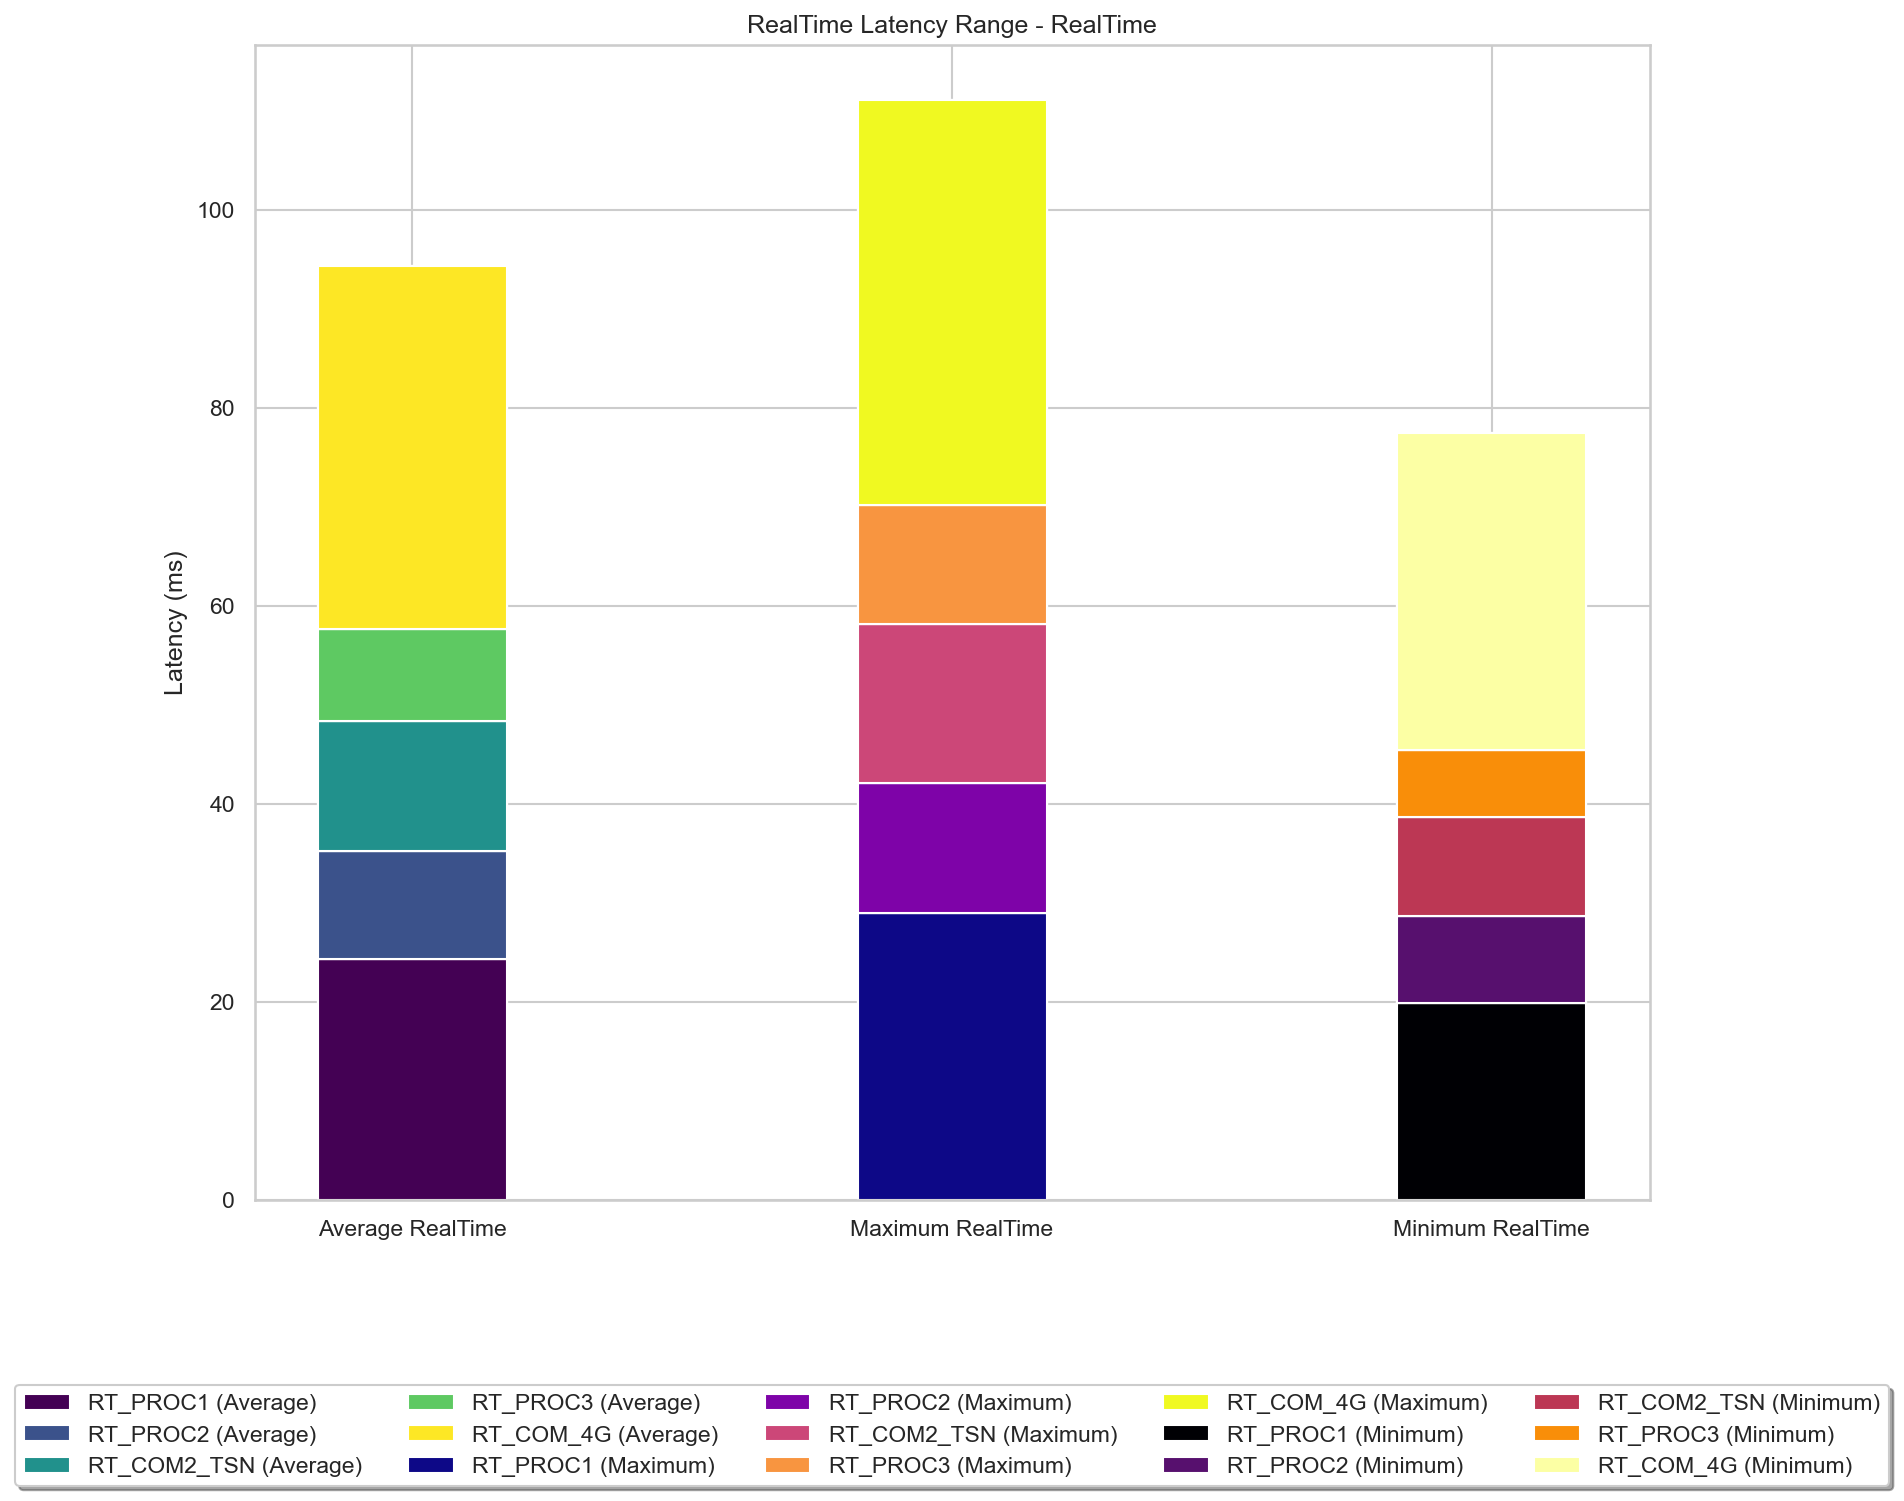 RealTime Latency Range - RealTime
Latency (ms)
100
80
60
40
20
0
Average RealTime
Maximum RealTime
Minimum RealTime
RT_PROC1 (Average)
RT_PROC2 (Average)
RT_COM2_TSN (Average)
RT_PROC3 (Average)
RT_COM_4G (Average)
RT_PROC1 (Maximum)
RT_PROC2 (Maximum)
RT_COM2_TSN (Maximum)
RT_PROC3 (Maximum)
RT_COM_4G (Maximum)
RT_PROC1 (Minimum)
RT_PROC2 (Minimum)
RT_COM2_TSN (Minimum)
RT_PROC3 (Minimum)
RT_COM_4G (Minimum)